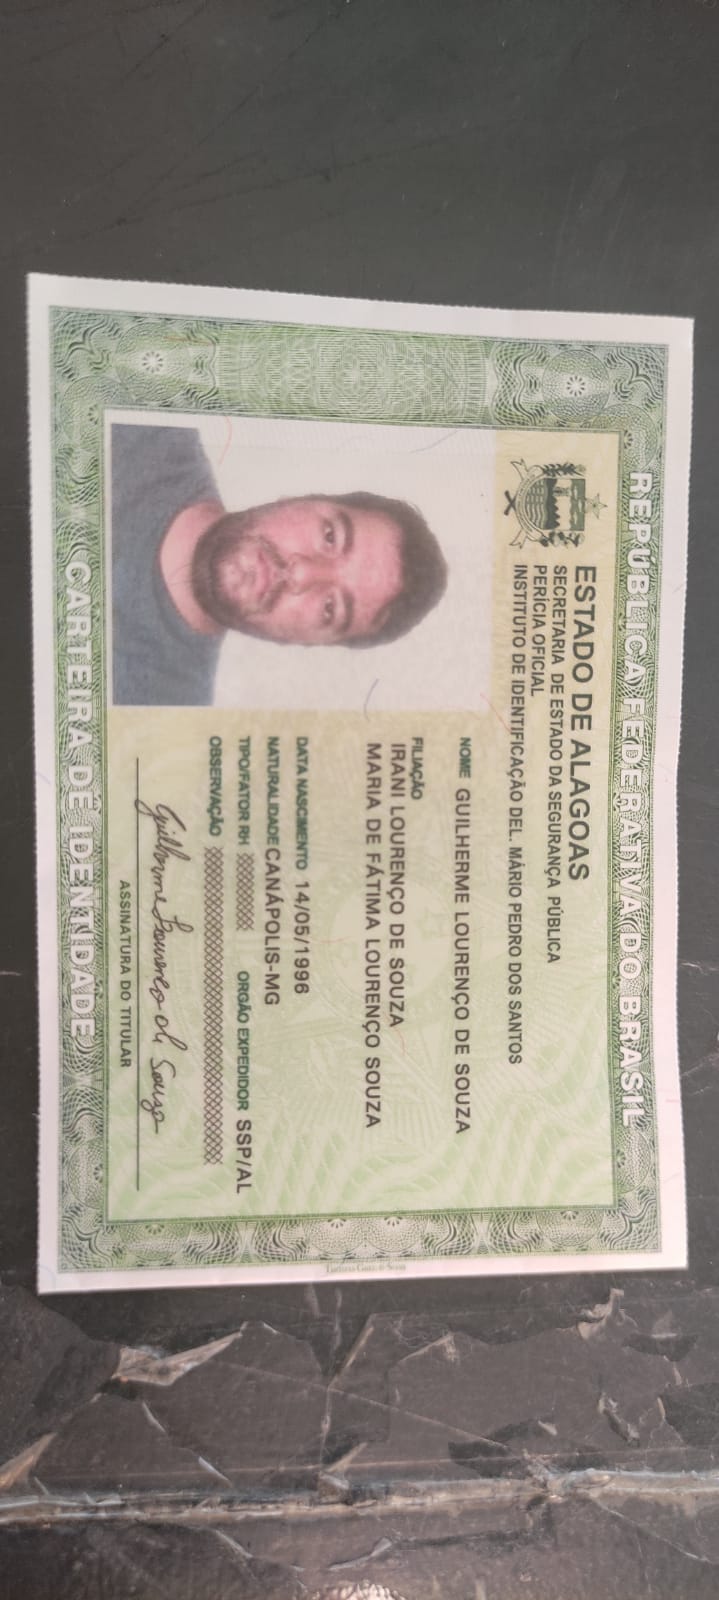 REPÚBLICA FEDERATIVA DO BRASIL
ESTADO DE ALAGOAS
SECRETARIA DE ESTADO DA SEGURANÇA PÚBLICA
PERÍCIA OFICIAL
INSTITUTO DE IDENTIFICAÇÃO DEL. MÁRIO PEDRO DOS SANTOS
NOME GUILHERME LOURENÇO DE SOUZA
FILIAÇÃO
IRANI LOURENÇO DE SOUZA
MARIA DE FÁTIMA LOURENÇO SOUZA
DATA NASCIMENTO 14/05/1996
NATURALIDADE CANÁPOLIS-MG
TIPO/FATOR RH XXXXXXXX ORGÃO EXPEDIDOR SSP/AL
OBSERVAÇÃO
Guilherme Lourenço de Souza
ASSINATURA DO TITULAR
CARTEIRA DE IDENTIDADE